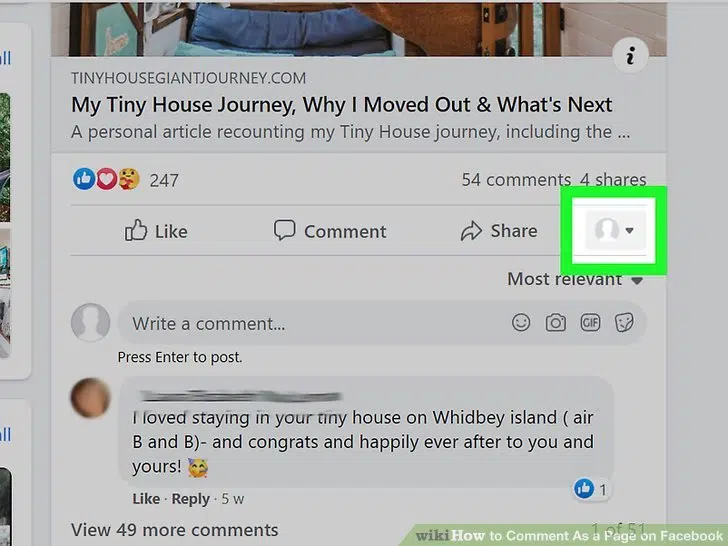 TINYHOUSEGIANTJOURNEY.COM
My Tiny House Journey, Why I Moved Out & What's Next
A personal article recounting my Tiny House journey, including the ...
247
54 comments 4 shares
Like
Comment
Share
Most relevant
Write a comment...
GIF
Press Enter to post.
I loved staying in your tiny house on Whidbey island ( air
B and B)- and congrats and happily ever after to you and
yours!
1
Like · Reply · 5 w
View 49 more comments
1 of 51
wikiHow to Comment As a Page on Facebook
all
all